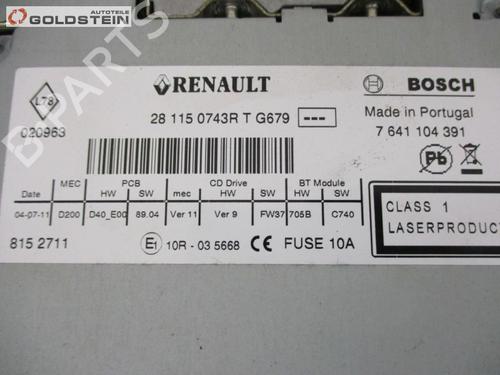 Autoteile
GOLDSTEIN
B-PARTS
L78
020963
RENAULT
28 115 0743R T G679
---
BOSCH
Made in Portugal
7 641 104 391
Pb
MEC PCB CD Drive BT Module
Date HW SW mec HW SW HW SW
04-07-11 D200 D40_E00 89.04 Ver 11 Ver 9 FW37 705B C740
CLASS 1
LASERPRODUCT
815 2711
E1 10R - 03 5668 CE FUSE 10A